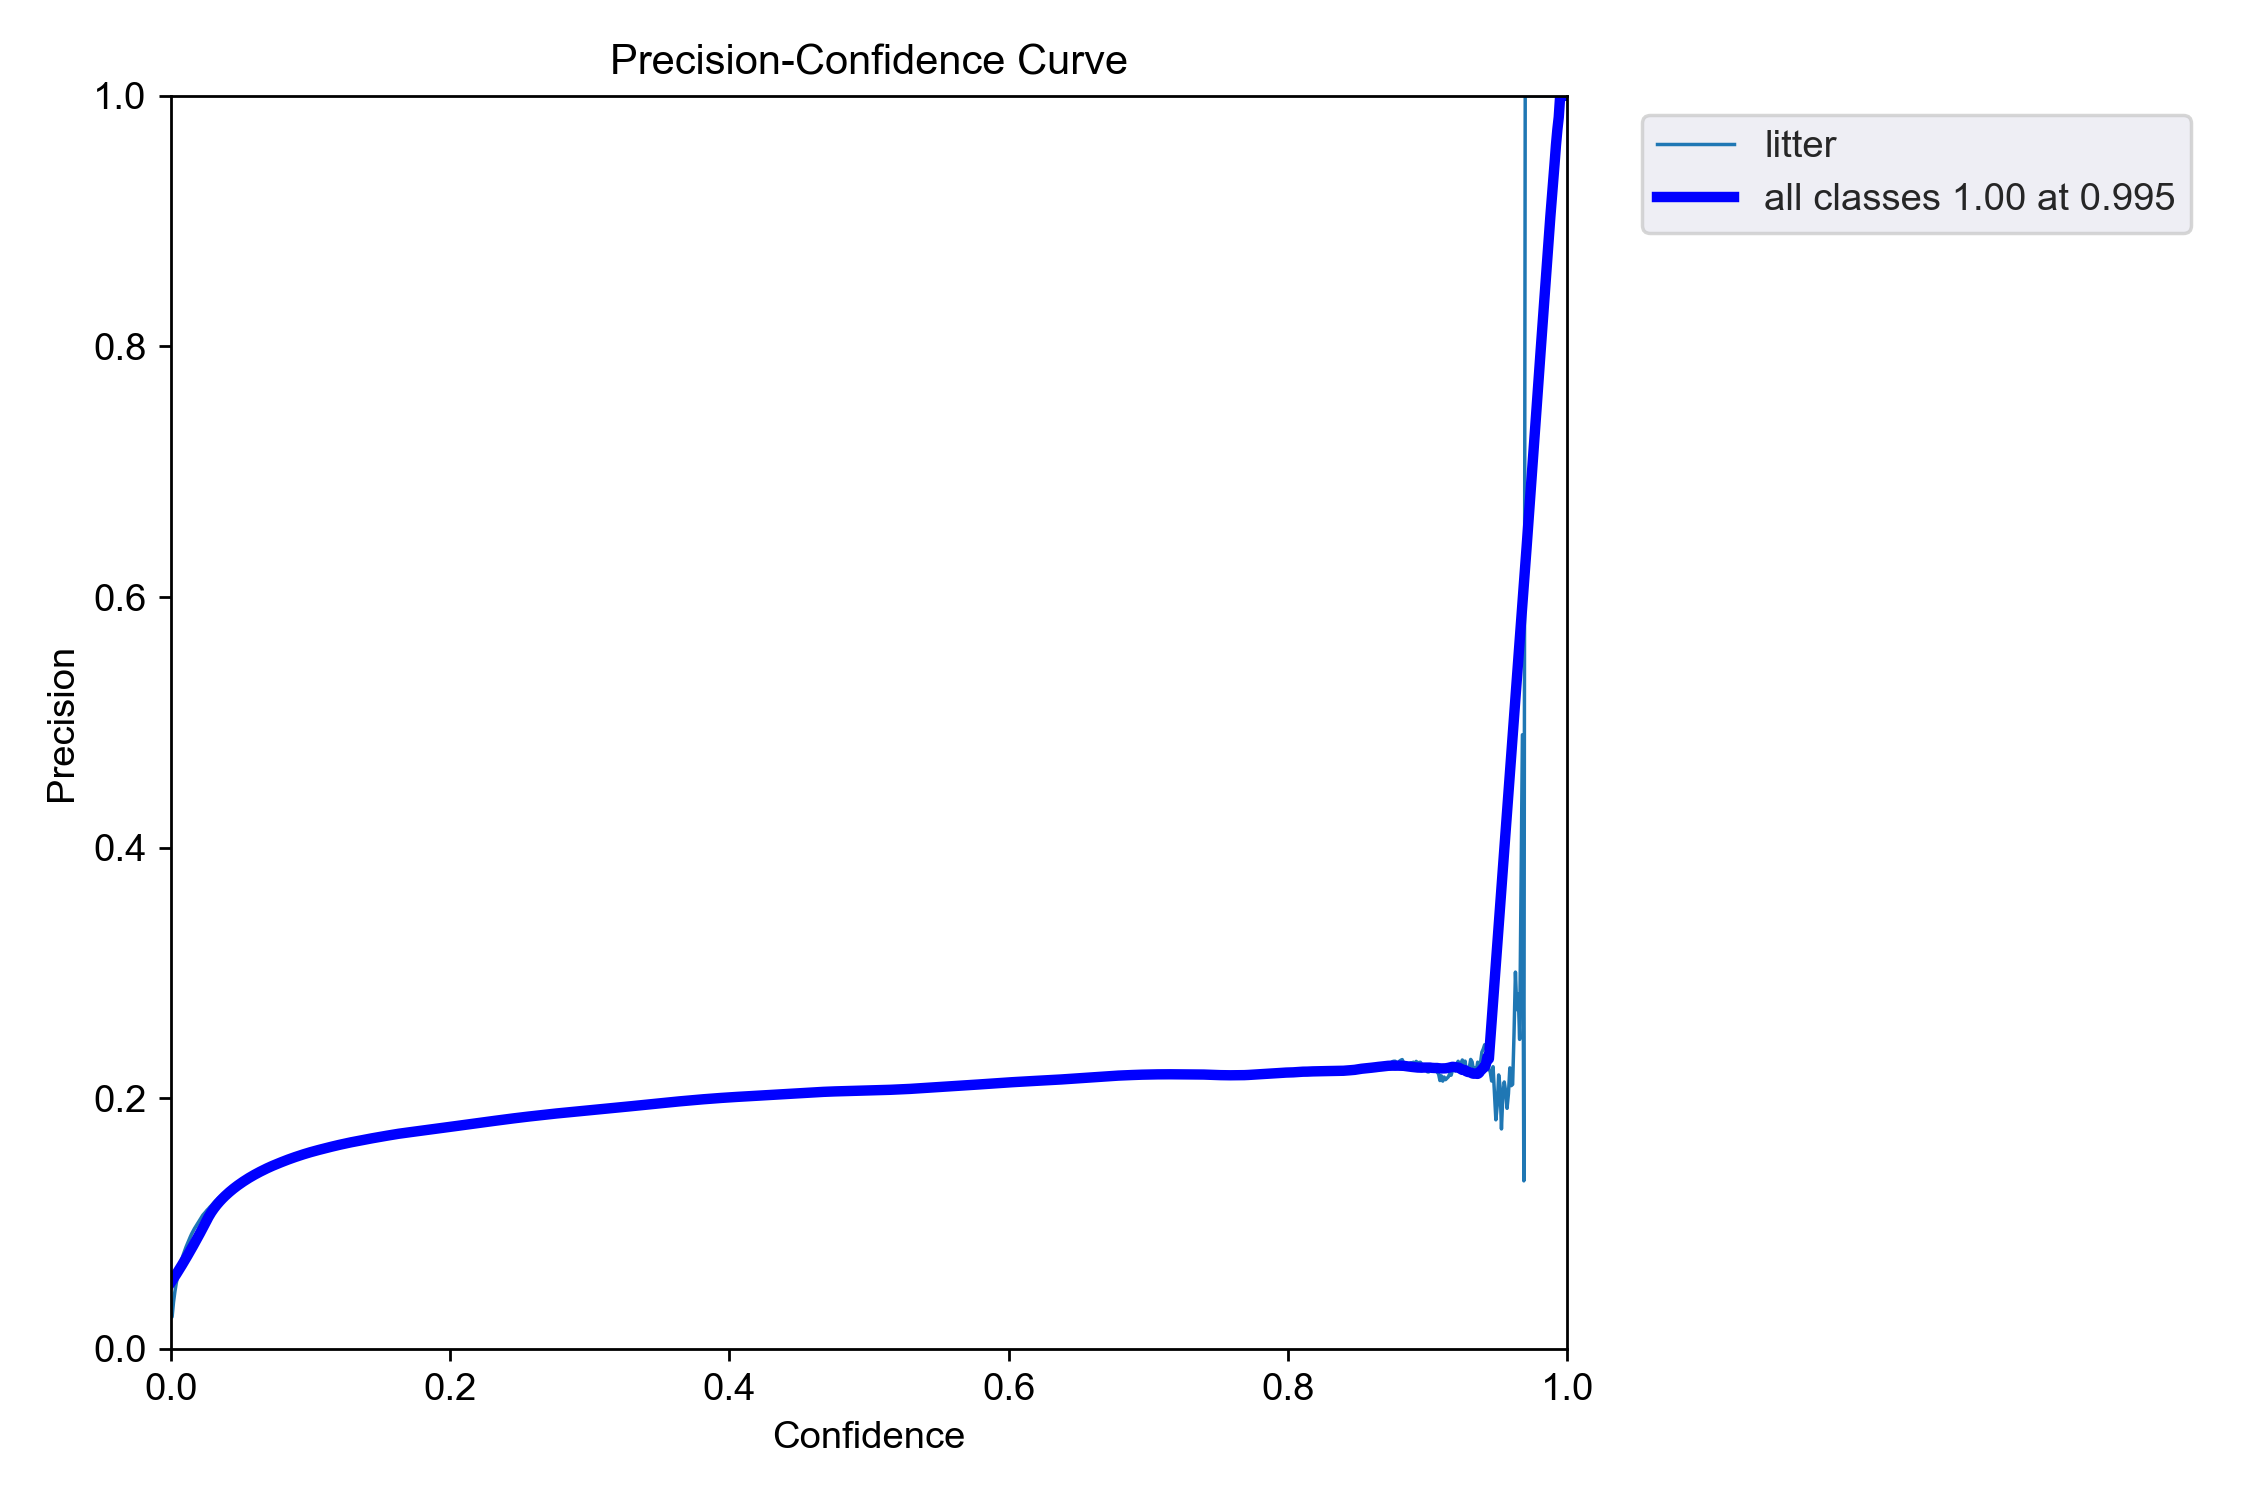 Precision-Confidence Curve
1.0
0.8
0.6
0.4
0.2
0.0
Precision
0.0 0.2 0.4 0.6 0.8 1.0
Confidence
litter
all classes 1.00 at 0.995